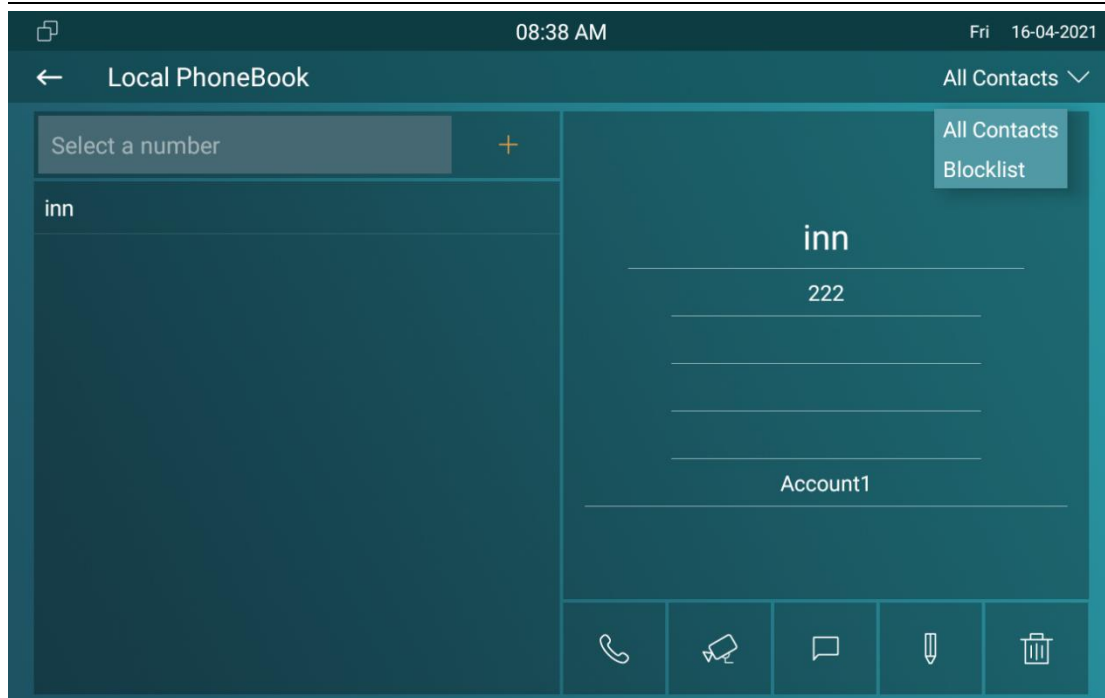 08:38 AM
Fri 16-04-2021
Local PhoneBook
All Contacts
Select a number
All Contacts
Blocklist
inn
inn
222
Account1